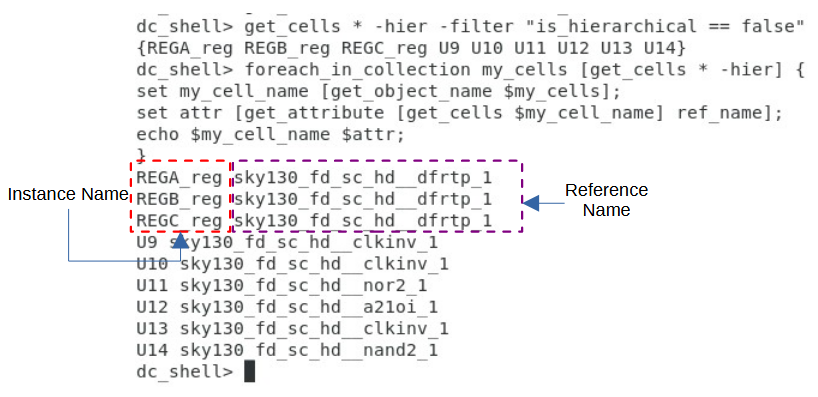 dc_shell> get_cells * -hier -filter "is_hierarchical == false"
{REGA_reg REGB_reg REGC_reg U9 U10 U11 U12 U13 U14}
dc_shell> foreach_in_collection my_cells [get_cells * -hier] {
set my_cell_name [get_object_name $my_cells];
set attr [get_attribute [get_cells $my_cell_name] ref_name];
echo $my_cell_name $attr;
}
REGA_reg sky130_fd_sc_hd__dfrtp_1
Instance Name
REGB_reg sky130_fd_sc_hd__dfrtp_1
Reference
Name
REGC_reg sky130_fd_sc_hd__dfrtp_1
U9 sky130_fd_sc_hd__clkinv_1
U10 sky130_fd_sc_hd__clkinv_1
U11 sky130_fd_sc_hd__nor2_1
U12 sky130_fd_sc_hd__a21oi_1
U13 sky130_fd_sc_hd__clkinv_1
U14 sky130_fd_sc_hd__nand2_1
dc_shell>